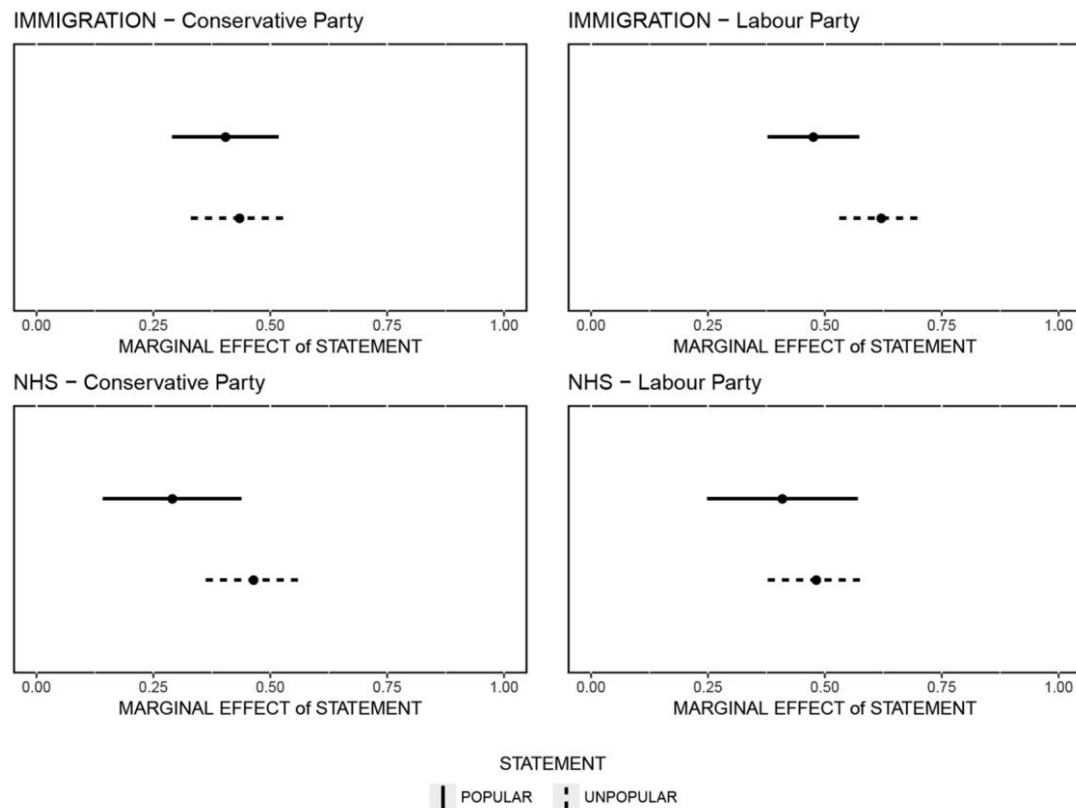 IMMIGRATION − Conservative Party
IMMIGRATION − Labour Party
0.00 0.25 0.50 0.75 1.00
0.00 0.25 0.50 0.75 1.00
MARGINAL EFFECT of STATEMENT
MARGINAL EFFECT of STATEMENT
NHS − Conservative Party
NHS − Labour Party
0.00 0.25 0.50 0.75 1.00
0.00 0.25 0.50 0.75 1.00
MARGINAL EFFECT of STATEMENT
MARGINAL EFFECT of STATEMENT
STATEMENT
POPULAR UNPOPULAR